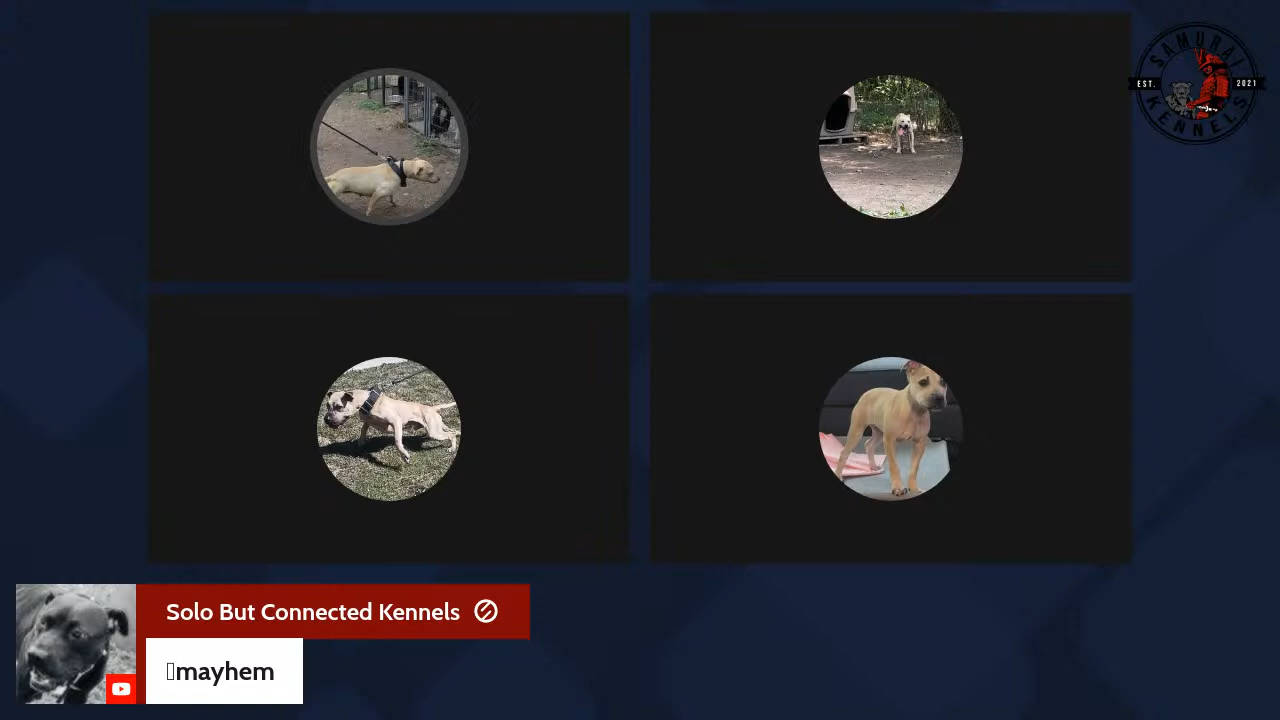 SAMURAI
EST. 2021
KENNELS
Solo But Connected Kennels
mayhem